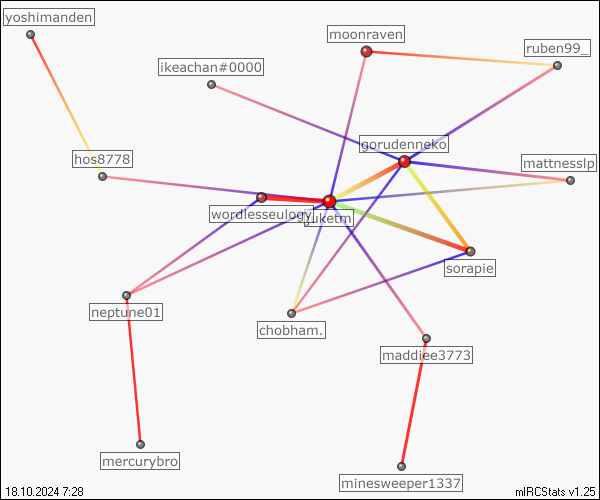 yoshimanden
moonraven
ruben99_
ikeachan#0000
gorudenneko
hos8778
mattnesslp
wordlesseulogy
sorapie
neptune01
chobham.
maddiee3773
mercurybro
minesweeper1337
18.10.2024 7:28
mIRCStats v1.25